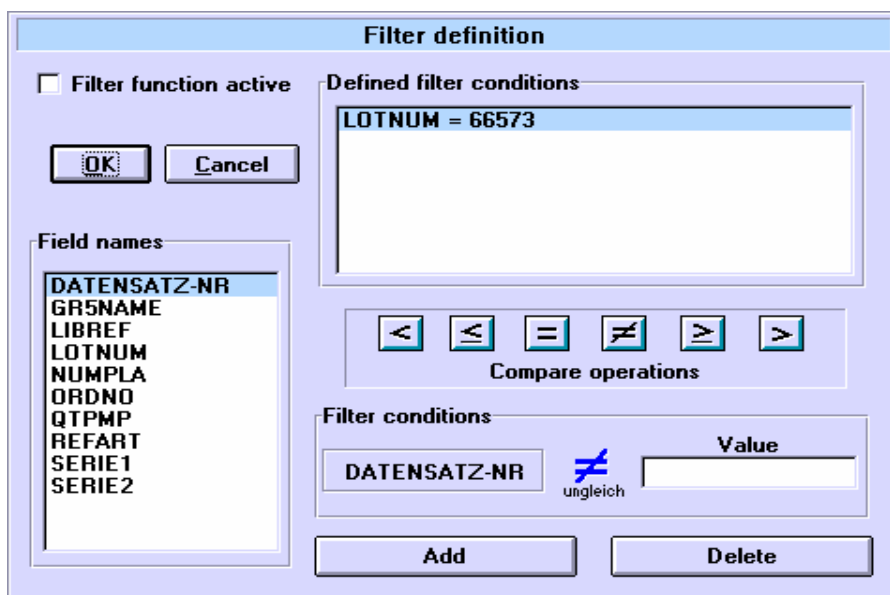 Filter definition
Filter function active
OK
Cancel
Defined filter conditions
LOTNUM = 66573
Field names
DATENSATZ-NR
GR5NAME
LIBREF
LOTNUM
NUMPLA
ORDNO
QTPMP
REFART
SERIE1
SERIE2
< ≤ = ≠ ≥ >
Compare operations
Filter conditions
DATENSATZ-NR
≠
ungleich
Value
Add
Delete